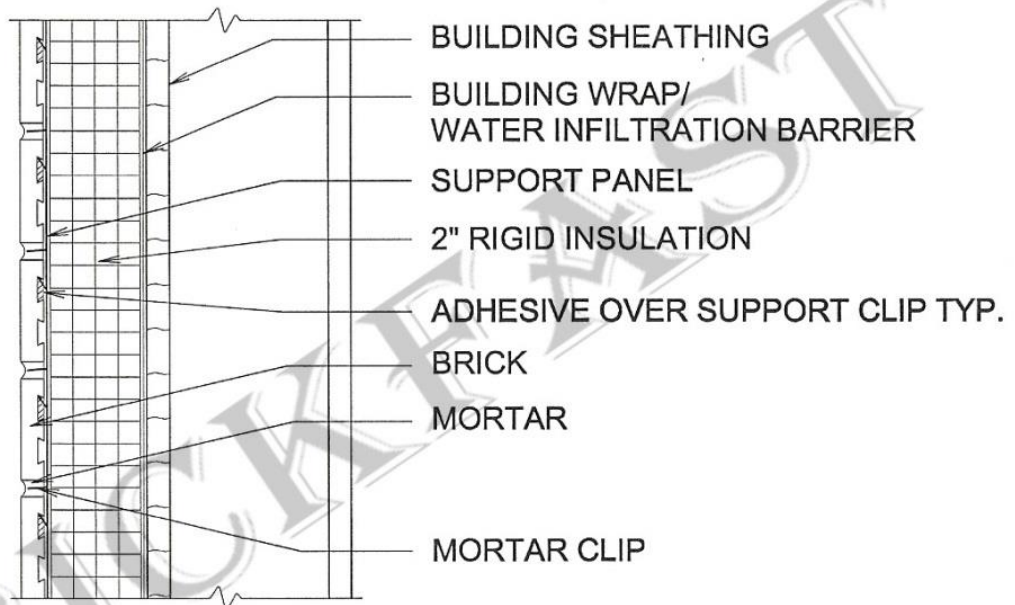 BUILDING SHEATHING
BUILDING WRAP/
WATER INFILTRATION BARRIER
SUPPORT PANEL
2" RIGID INSULATION
ADHESIVE OVER SUPPORT CLIP TYP.
BRICK
MORTAR
MORTAR CLIP
ICKFAST